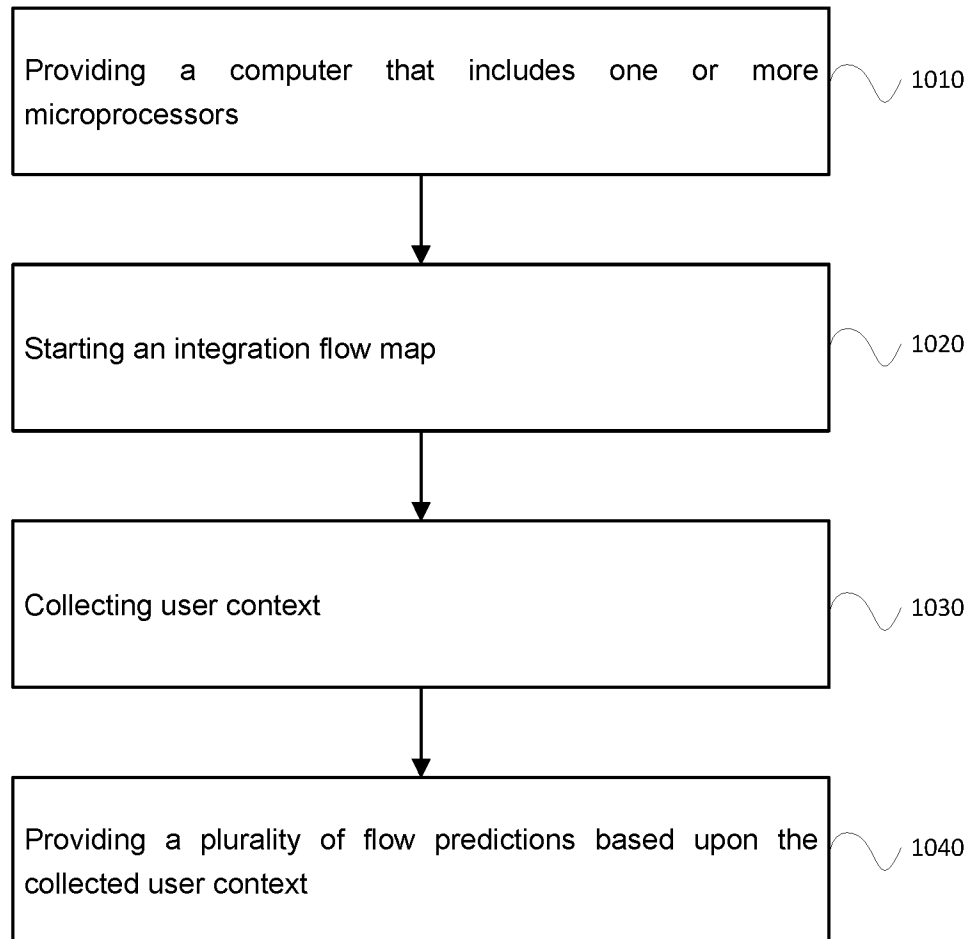 Providing a computer that includes one or more
microprocessors
1010
Starting an integration flow map
1020
Collecting user context
1030
Providing a plurality of flow predictions based upon the
collected user context
1040